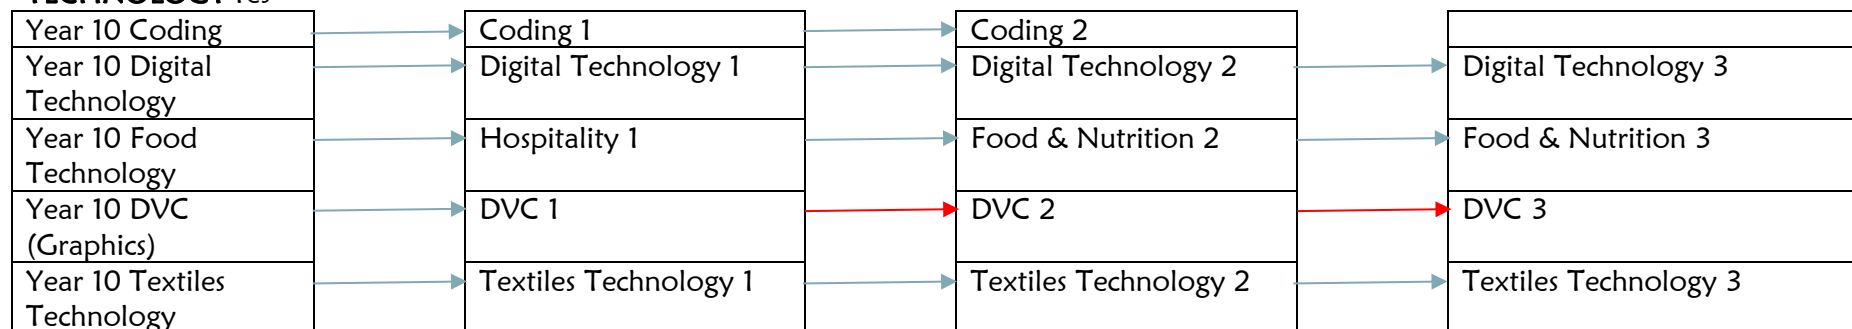 Year 10 Coding
Coding 1
Coding 2
Year 10 Digital
Technology
Digital Technology 1
Digital Technology 2
Digital Technology 3
Year 10 Food
Technology
Hospitality 1
Food & Nutrition 2
Food & Nutrition 3
Year 10 DVC
(Graphics)
DVC 1
DVC 2
DVC 3
Year 10 Textiles
Technology
Textiles Technology 1
Textiles Technology 2
Textiles Technology 3